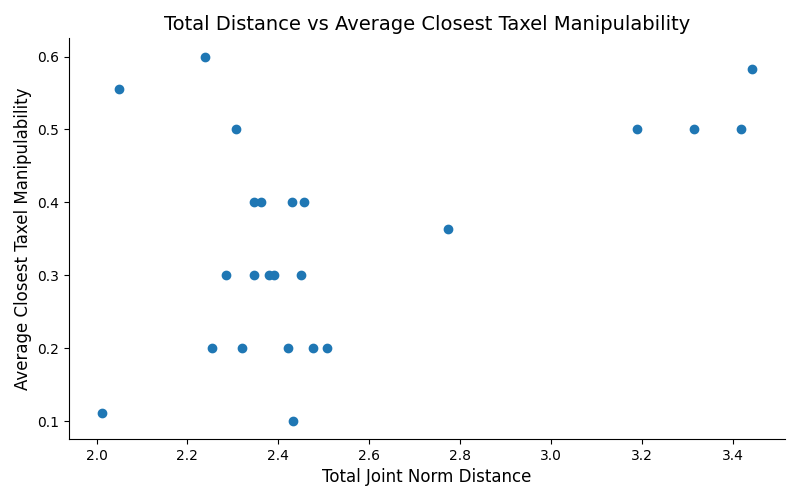 Total Distance vs Average Closest Taxel Manipulability
Average Closest Taxel Manipulability
0.6
0.5
0.4
0.3
0.2
0.1
2.0 2.2 2.4 2.6 2.8 3.0 3.2 3.4
Total Joint Norm Distance